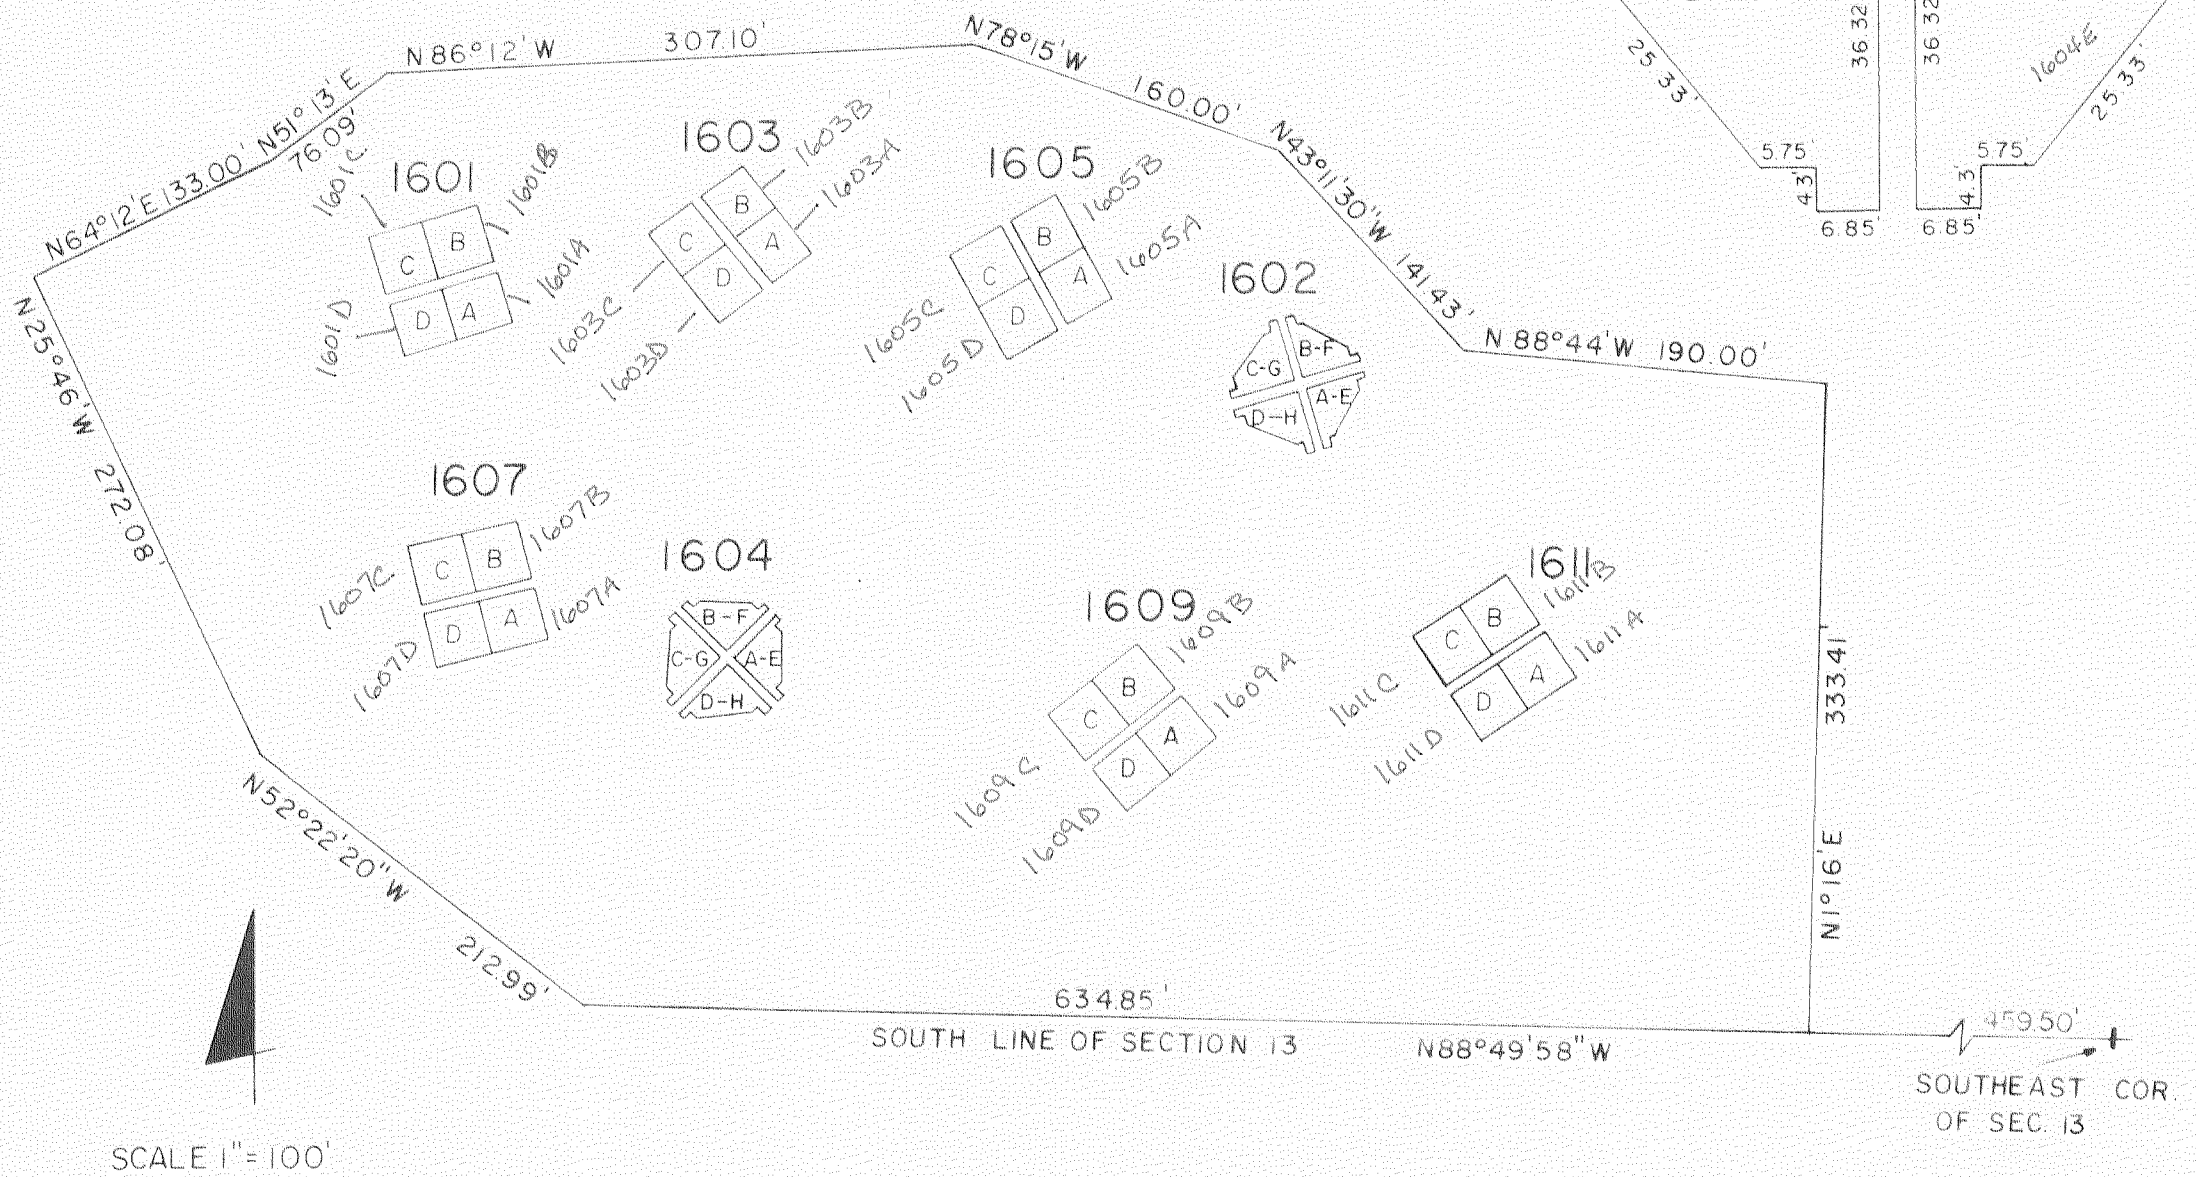 N86°12'W 307.10'
N78°15'W 160.00'
N51°13'E
76.09'
N64°12'E 133.00'
N43°11'30"W 141.43'
N88°44'W 190.00'
N25°46'W 272.08'
N52°22'20"W 212.99'
634.85'
SOUTH LINE OF SECTION 13
N88°49'58"W
333.41'
N1°16'E
459.50'
SOUTHEAST COR.
OF SEC. 13
SCALE 1"=100'
25.33'
36.32
36.32
1604E
25.33'
5.75'
5.75'
4.3'
4.3'
6.85'
6.85'
1601
1601C
1601B
1601A
1601D
C B
D A
1603
1603B
1603A
1603C
1603D
C B
D A
1605
1605B
1605A
1605C
1605D
C B
D A
1602
B-F
C-G
A-E
D-H
1607
1607B
1607C
1607A
1607D
C B
D A
1604
B-F
C-G A-E
D-H
1609
1609B
1609A
1609C
1609D
C B
D A
1611
1611B
1611A
1611C
1611D
C B
D A